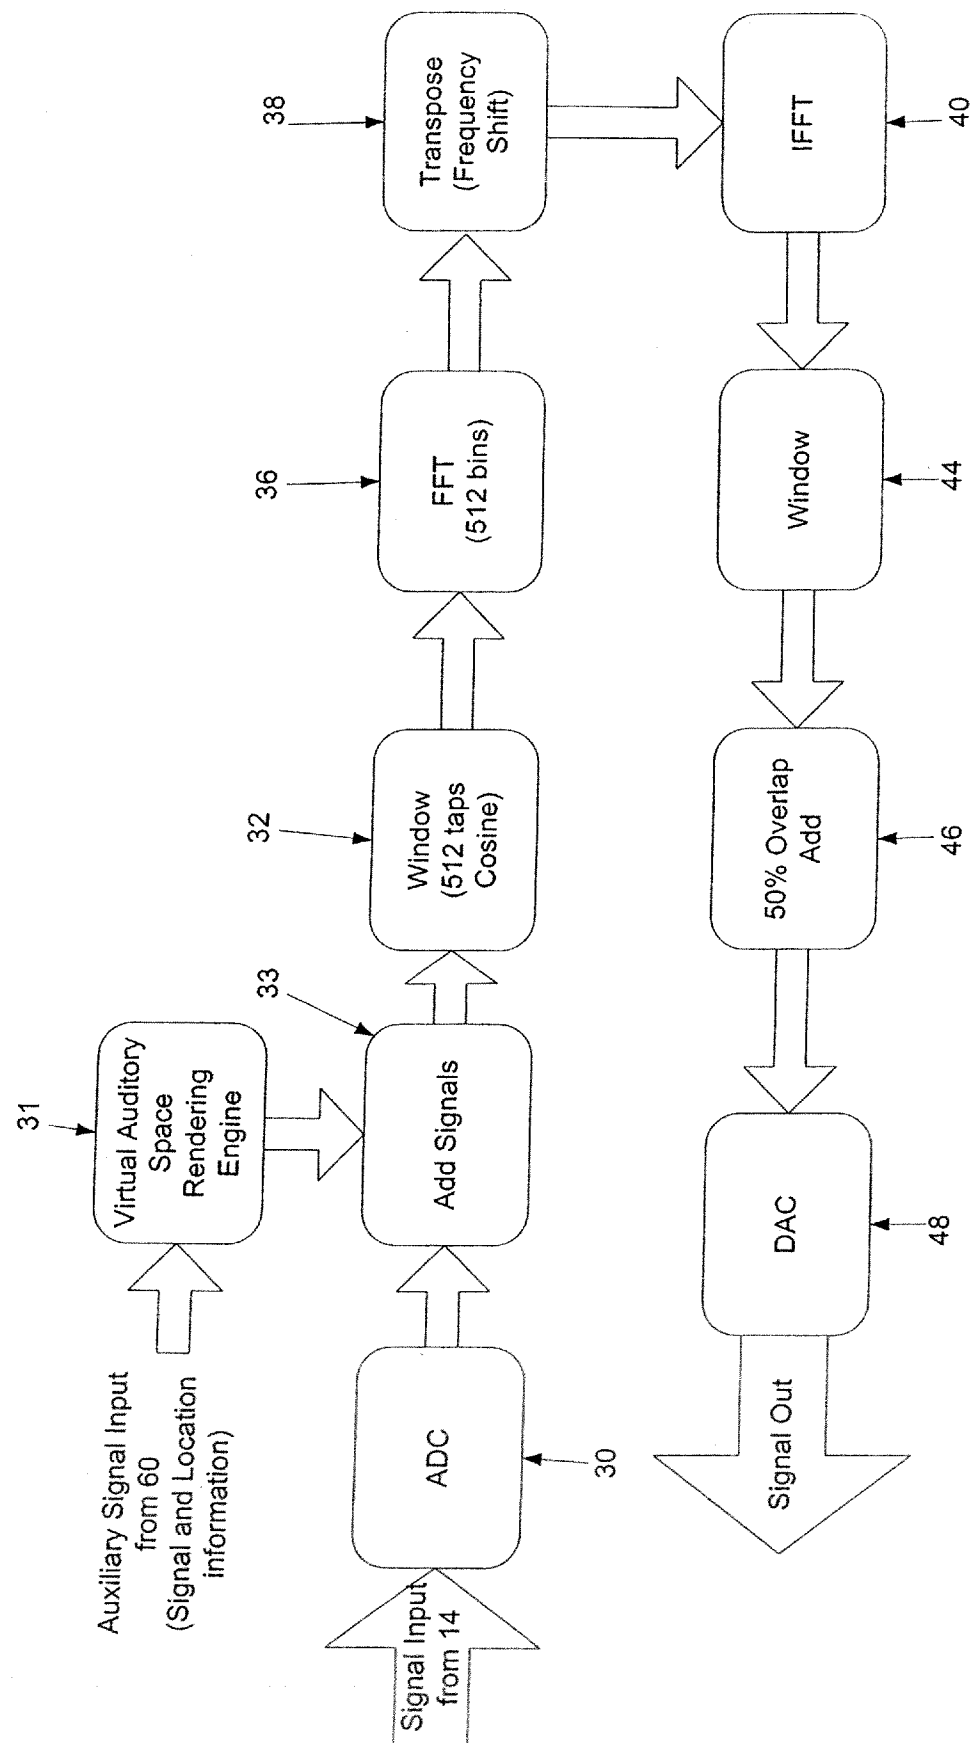 31
Virtual Auditory
Space
Rendering
Engine
Auxiliary Signal Input
from 60
(Signal and Location
information)
Signal Input
from 14
ADC
30
33
Add Signals
32
Window
(512 taps
Cosine)
36
FFT
(512 bins)
38
Transpose
(Frequency
Shift)
IFFT
40
Window
44
50% Overlap
Add
46
DAC
48
Signal Out